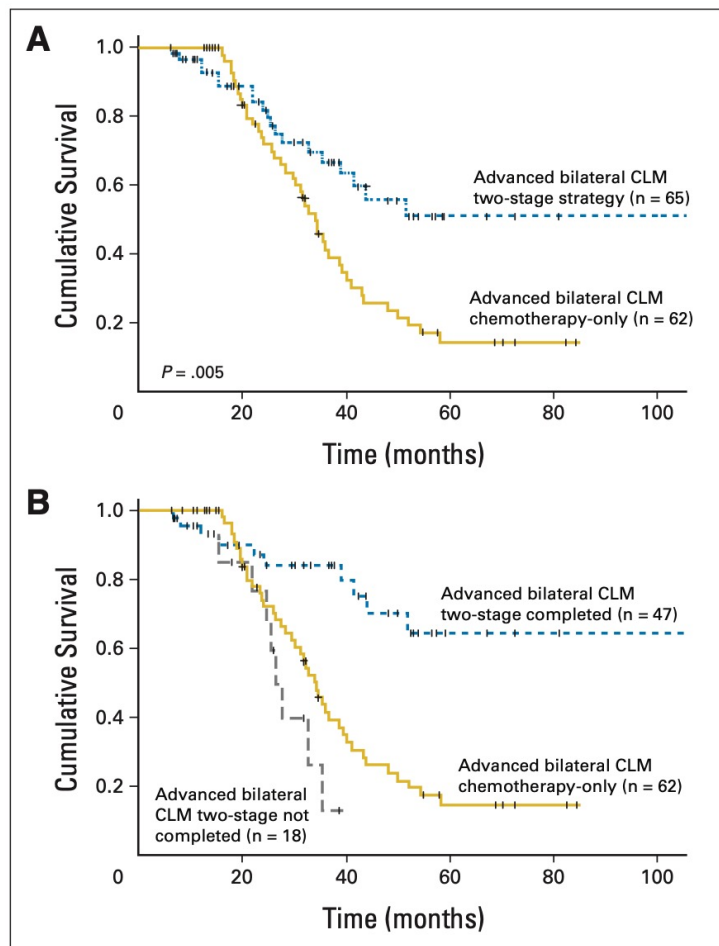 A
Cumulative Survival
1.0
0.8
0.6
0.4
0.2
0
20
40
60
80
100
Time (months)
Advanced bilateral CLM
two-stage strategy (n = 65)
Advanced bilateral CLM
chemotherapy-only (n = 62)
P = .005
B
Cumulative Survival
1.0
0.8
0.6
0.4
0.2
0
20
40
60
80
100
Time (months)
Advanced bilateral CLM
two-stage completed (n = 47)
Advanced bilateral CLM
chemotherapy-only (n = 62)
Advanced bilateral
CLM two-stage not
completed (n = 18)